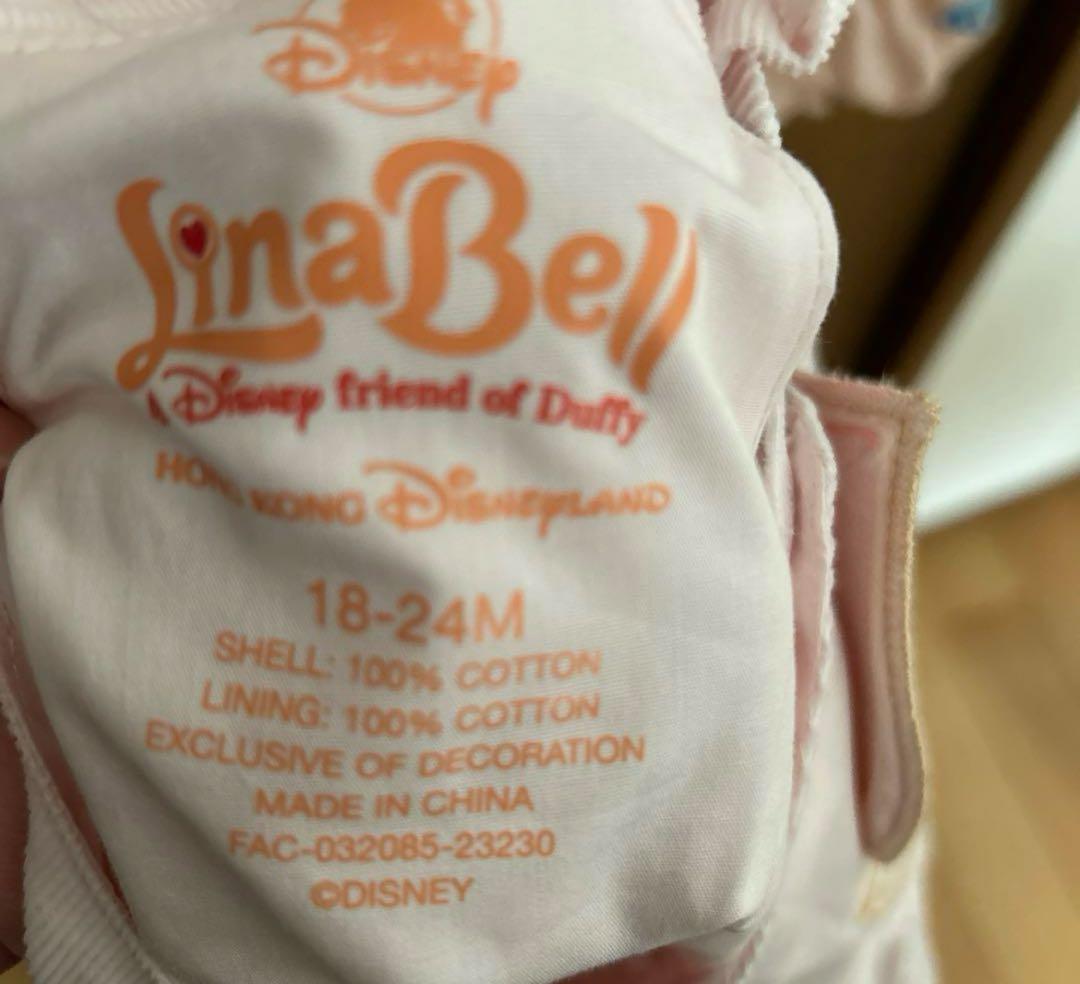 Disney
LinaBell
A Disney friend of Duffy
HONG KONG DISNEYLAND
18-24M
SHELL: 100% COTTON
LINING: 100% COTTON
EXCLUSIVE OF DECORATION
MADE IN CHINA
FAC-032085-23230
©DISNEY